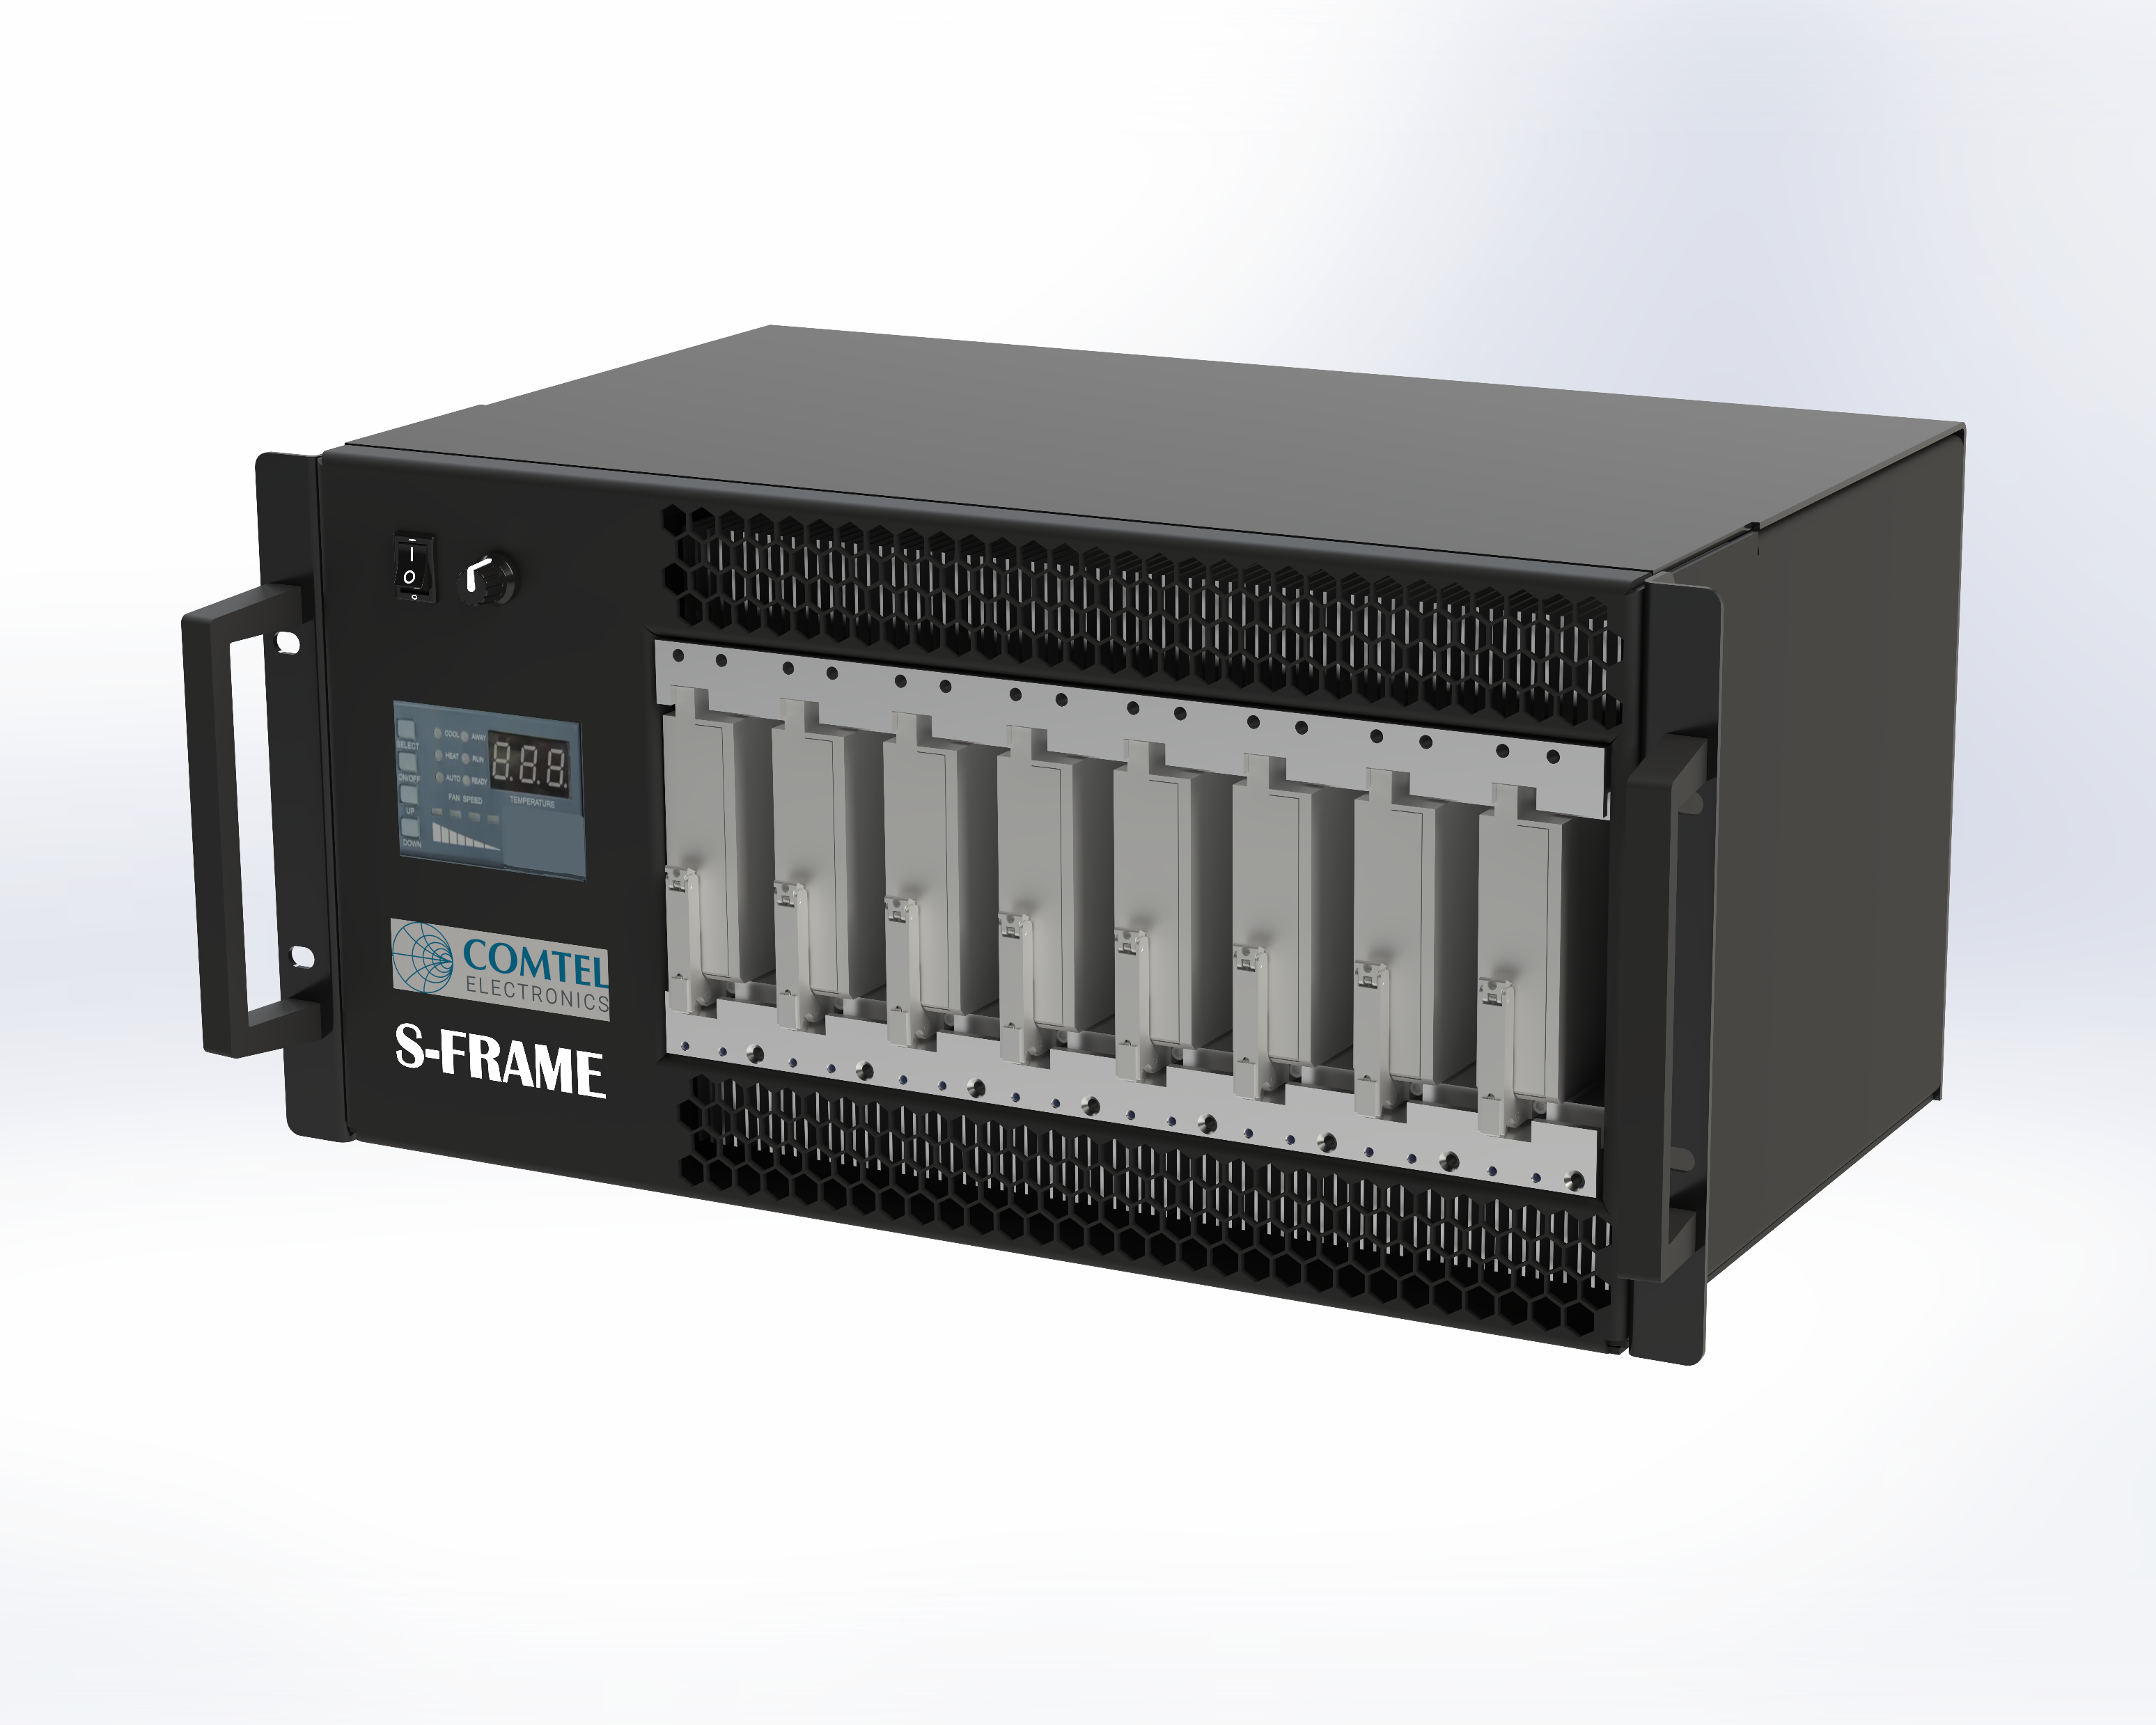 I
O
SELECT
ON/OFF
UP
DOWN
COOL AWAY
HEAT RUN
AUTO READY
FAN SPEED
8.8.8.
TEMPERATURE
COMTEL
ELECTRONICS
S-FRAME